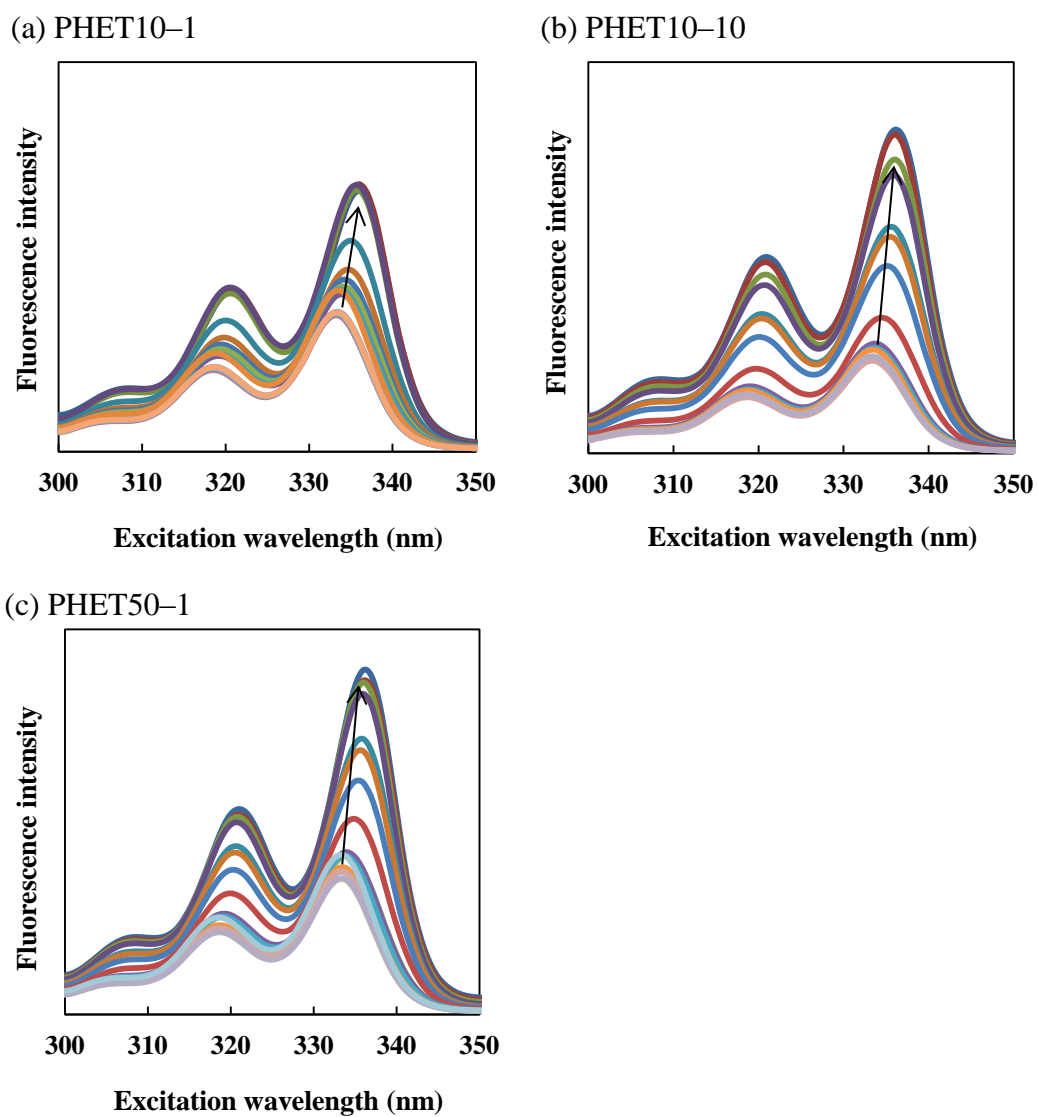 (a) PHET10–1
Fluorescence intensity
300 310 320 330 340 350
Excitation wavelength (nm)
(b) PHET10–10
Fluorescence intensity
300 310 320 330 340 350
Excitation wavelength (nm)
(c) PHET50–1
Fluorescence intensity
300 310 320 330 340 350
Excitation wavelength (nm)